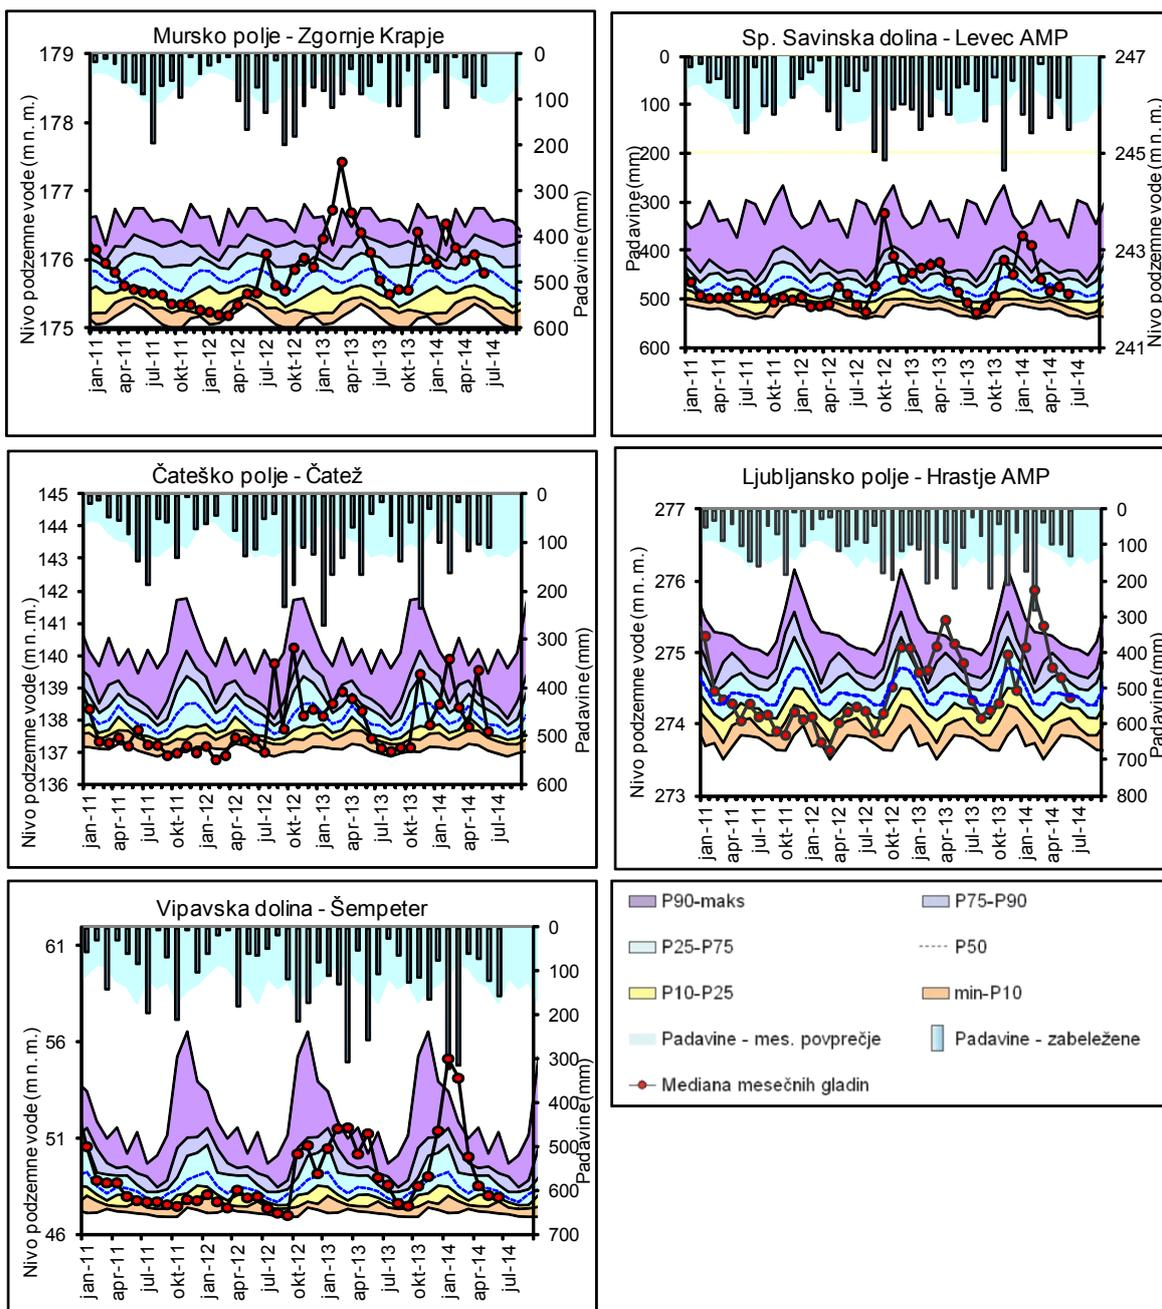 Mursko polje - Zgornje Krapje
179
178
177
176
175
Nivo podzemne vode (m n. m.)
0
100
200
300
400
500
600
Padavine (mm)
jan-11
apr-11
jul-11
okt-11
jan-12
apr-12
jul-12
okt-12
jan-13
apr-13
jul-13
okt-13
jan-14
apr-14
jul-14
Sp. Savinska dolina - Levec AMP
0
100
200
300
400
500
600
Padavine (mm)
247
245
243
241
Nivo podzemne vode (m n. m.)
jan-11
apr-11
jul-11
okt-11
jan-12
apr-12
jul-12
okt-12
jan-13
apr-13
jul-13
okt-13
jan-14
apr-14
jul-14
Čateško polje - Čatež
145
144
143
142
141
140
139
138
137
136
Nivo podzemne vode (m n. m.)
0
100
200
300
400
500
600
Padavine (mm)
jan-11
apr-11
jul-11
okt-11
jan-12
apr-12
jul-12
okt-12
jan-13
apr-13
jul-13
okt-13
jan-14
apr-14
jul-14
Ljubljansko polje - Hrastje AMP
277
276
275
274
273
Nivo podzemne vode (m n. m.)
0
100
200
300
400
500
600
700
800
Padavine (mm)
jan-11
apr-11
jul-11
okt-11
jan-12
apr-12
jul-12
okt-12
jan-13
apr-13
jul-13
okt-13
jan-14
apr-14
jul-14
Vipavska dolina - Šempeter
61
56
51
46
Nivo podzemne vode (m n. m.)
0
100
200
300
400
500
600
700
Padavine (mm)
jan-11
apr-11
jul-11
okt-11
jan-12
apr-12
jul-12
okt-12
jan-13
apr-13
jul-13
okt-13
jan-14
apr-14
jul-14
P90-maks
P75-P90
P25-P75
P50
P10-P25
min-P10
Padavine - mes. povprečje
Padavine - zabeležene
Mediana mesečnih gladin